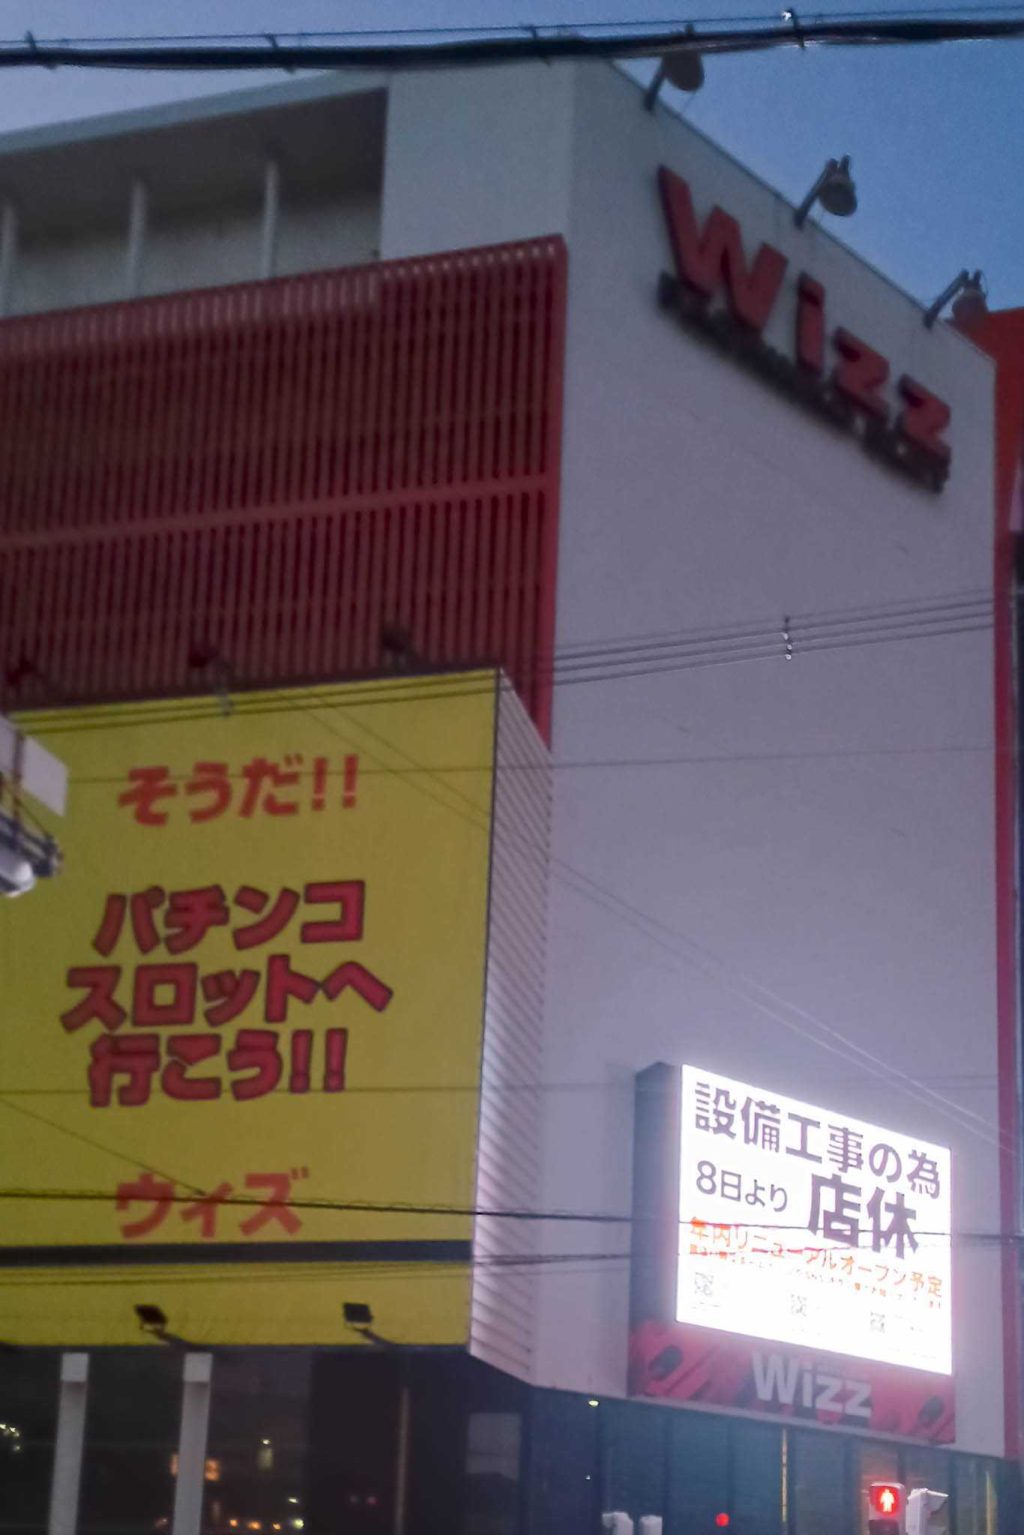 Wizz
そうだ!!
パチンコ
スロットへ
行こう!!
ウィズ
設備工事の為
8日より 店休
年内リニューアルオープン予定
Wizz